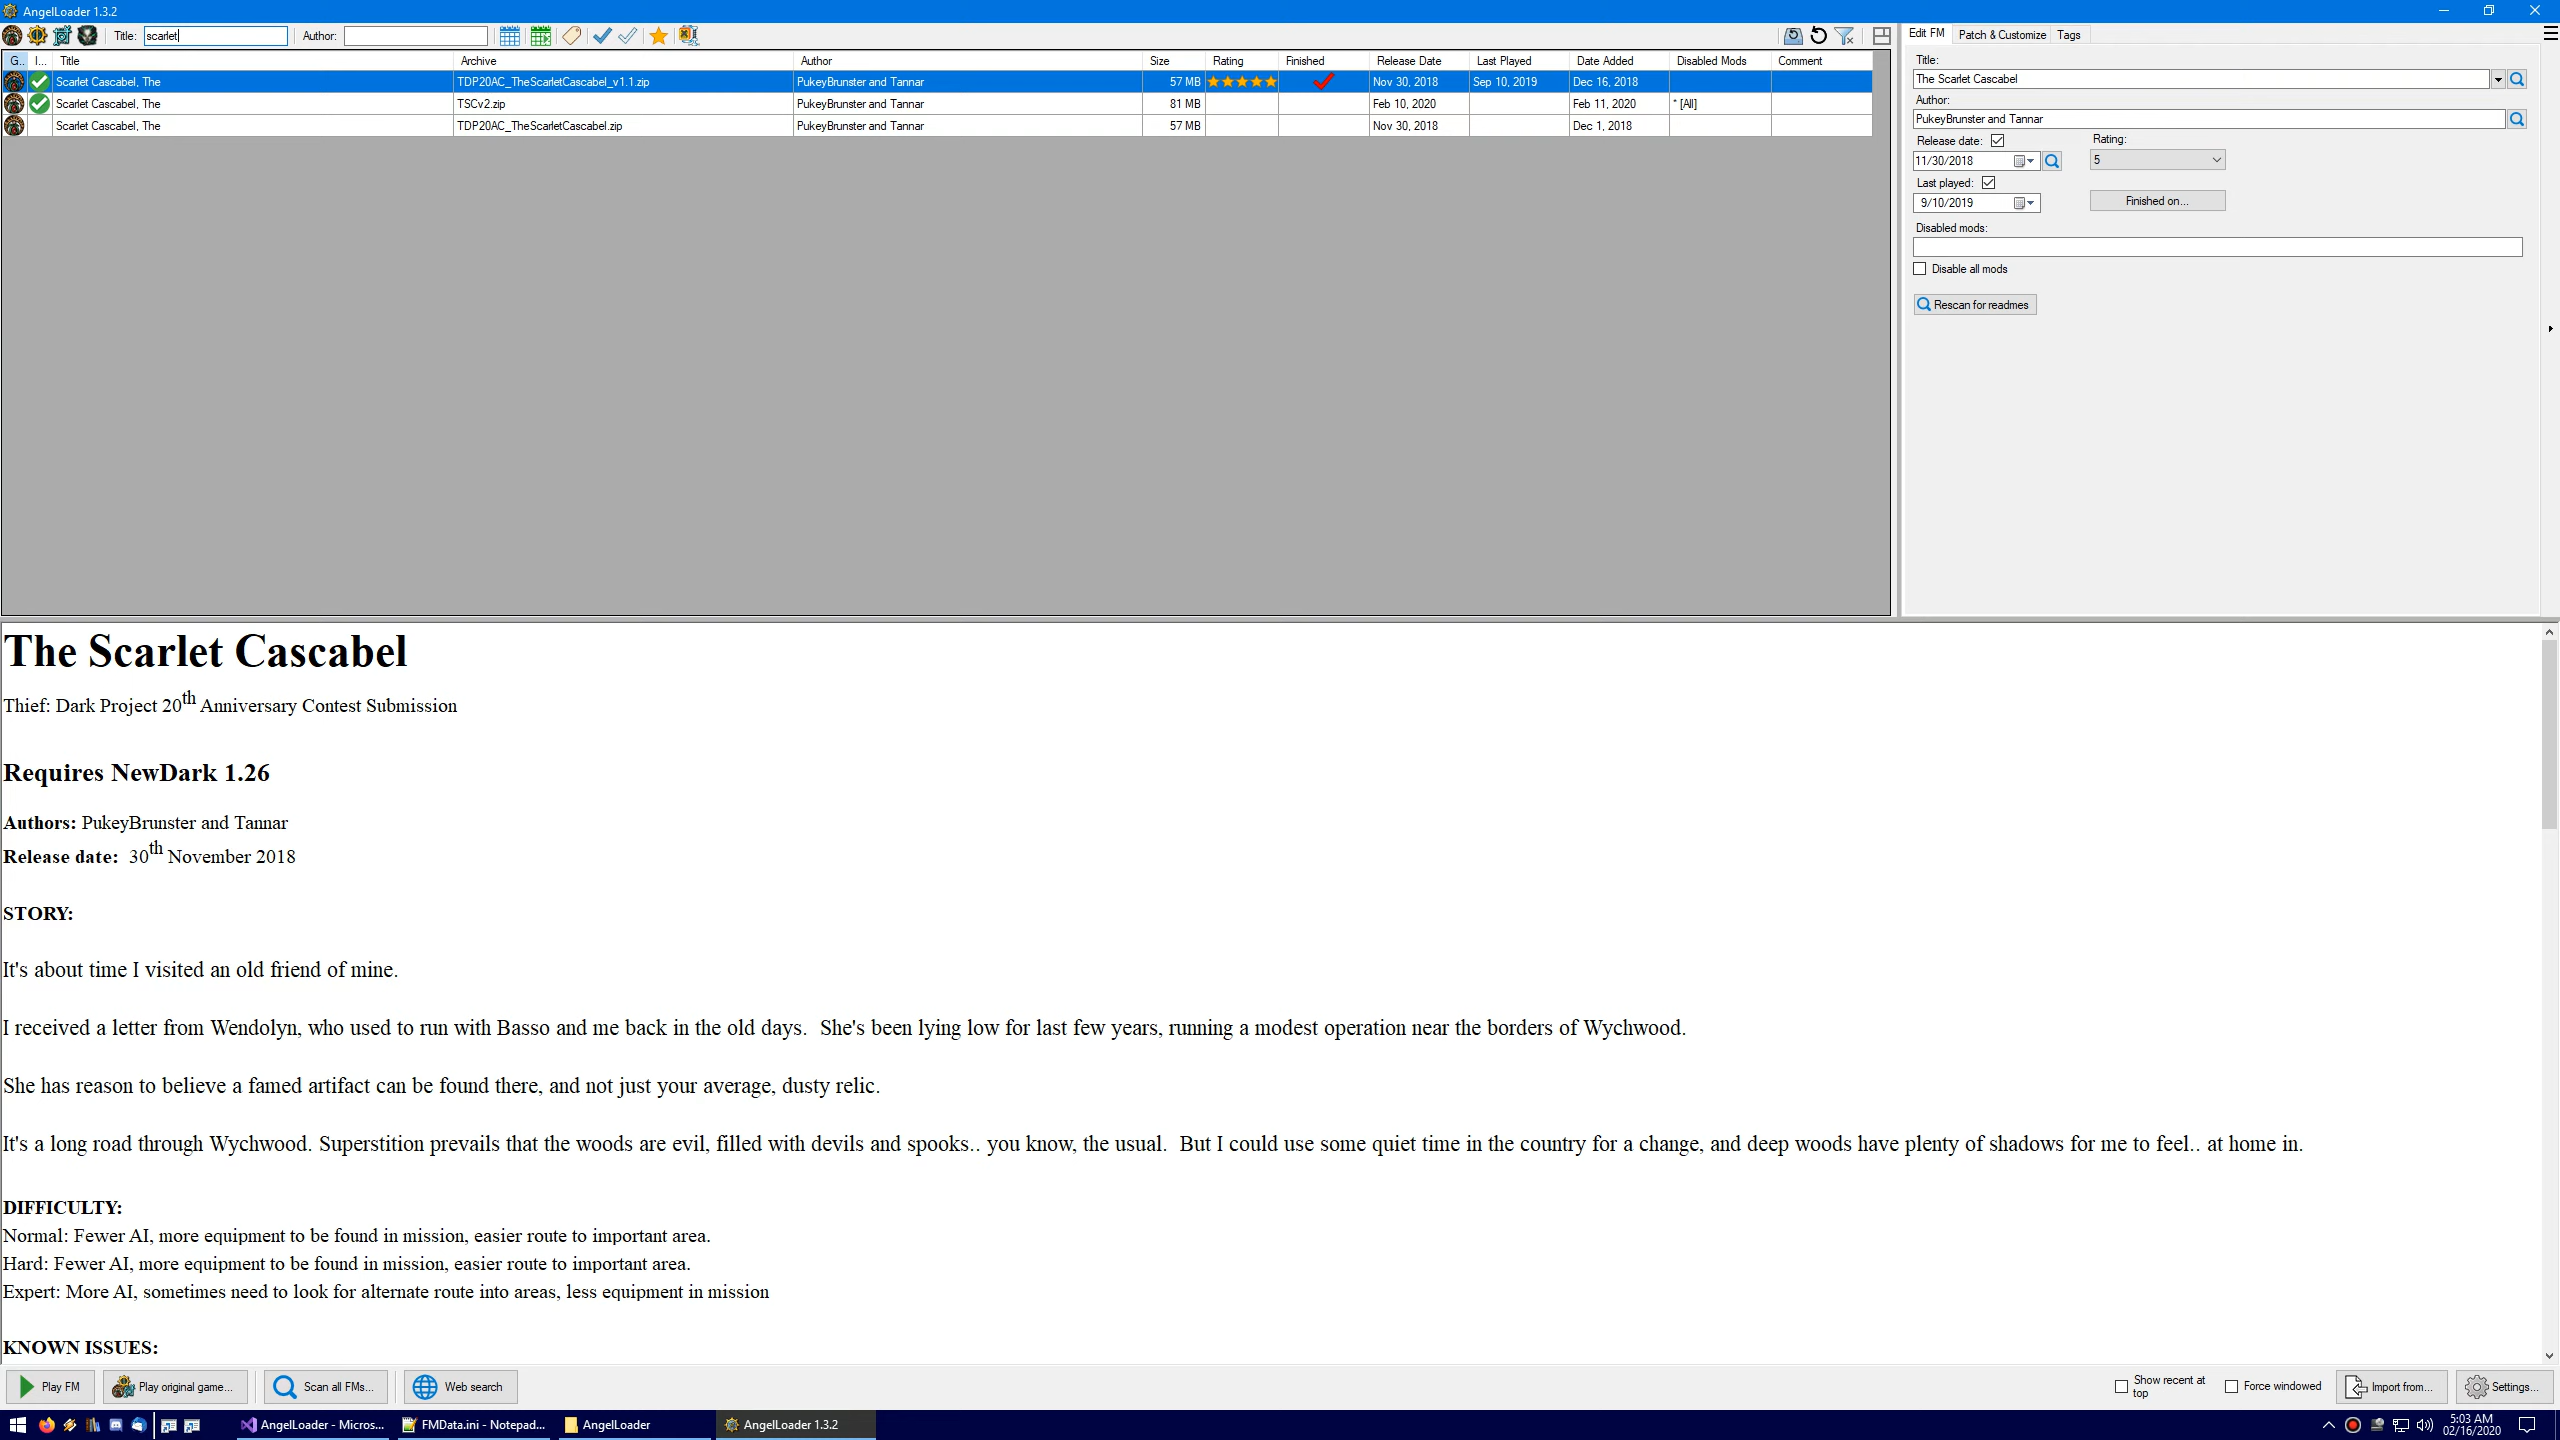 AngelLoader 1.3.2
Title: scarlet Author:
G... I... Title Archive Author Size Rating Finished Release Date Last Played Date Added Disabled Mods Comment
Scarlet Cascabel, The TDP20AC_TheScarletCascabel_v1.1.zip PukeyBrunster and Tannar 57 MB Nov 30, 2018 Sep 10, 2019 Dec 16, 2018
Scarlet Cascabel, The TSCv2.zip PukeyBrunster and Tannar 81 MB Feb 10, 2020 Feb 11, 2020 * [All]
Scarlet Cascabel, The TDP20AC_TheScarletCascabel.zip PukeyBrunster and Tannar 57 MB Nov 30, 2018 Dec 1, 2018
Edit FM Patch & Customize Tags
Title:
The Scarlet Cascabel
Author:
PukeyBrunster and Tannar
Release date: Rating:
11/30/2018 5
Last played:
9/10/2019 Finished on...
Disabled mods:
Disable all mods
Rescan for readmes
The Scarlet Cascabel
Thief: Dark Project 20th Anniversary Contest Submission
Requires NewDark 1.26
Authors: PukeyBrunster and Tannar
Release date: 30th November 2018
STORY:
It's about time I visited an old friend of mine.
I received a letter from Wendolyn, who used to run with Basso and me back in the old days. She's been lying low for last few years, running a modest operation near the borders of Wychwood.
She has reason to believe a famed artifact can be found there, and not just your average, dusty relic.
It's a long road through Wychwood. Superstition prevails that the woods are evil, filled with devils and spooks.. you know, the usual. But I could use some quiet time in the country for a change, and deep woods have plenty of shadows for me to feel.. at home in.
DIFFICULTY:
Normal: Fewer AI, more equipment to be found in mission, easier route to important area.
Hard: Fewer AI, more equipment to be found in mission, easier route to important area.
Expert: More AI, sometimes need to look for alternate route into areas, less equipment in mission
KNOWN ISSUES:
Play FM Play original game... Scan all FMs... Web search Show recent at top Force windowed Import from... Settings...
AngelLoader - Micros... FMData.ini - Notepad... AngelLoader AngelLoader 1.3.2 5:03 AM
02/16/2020